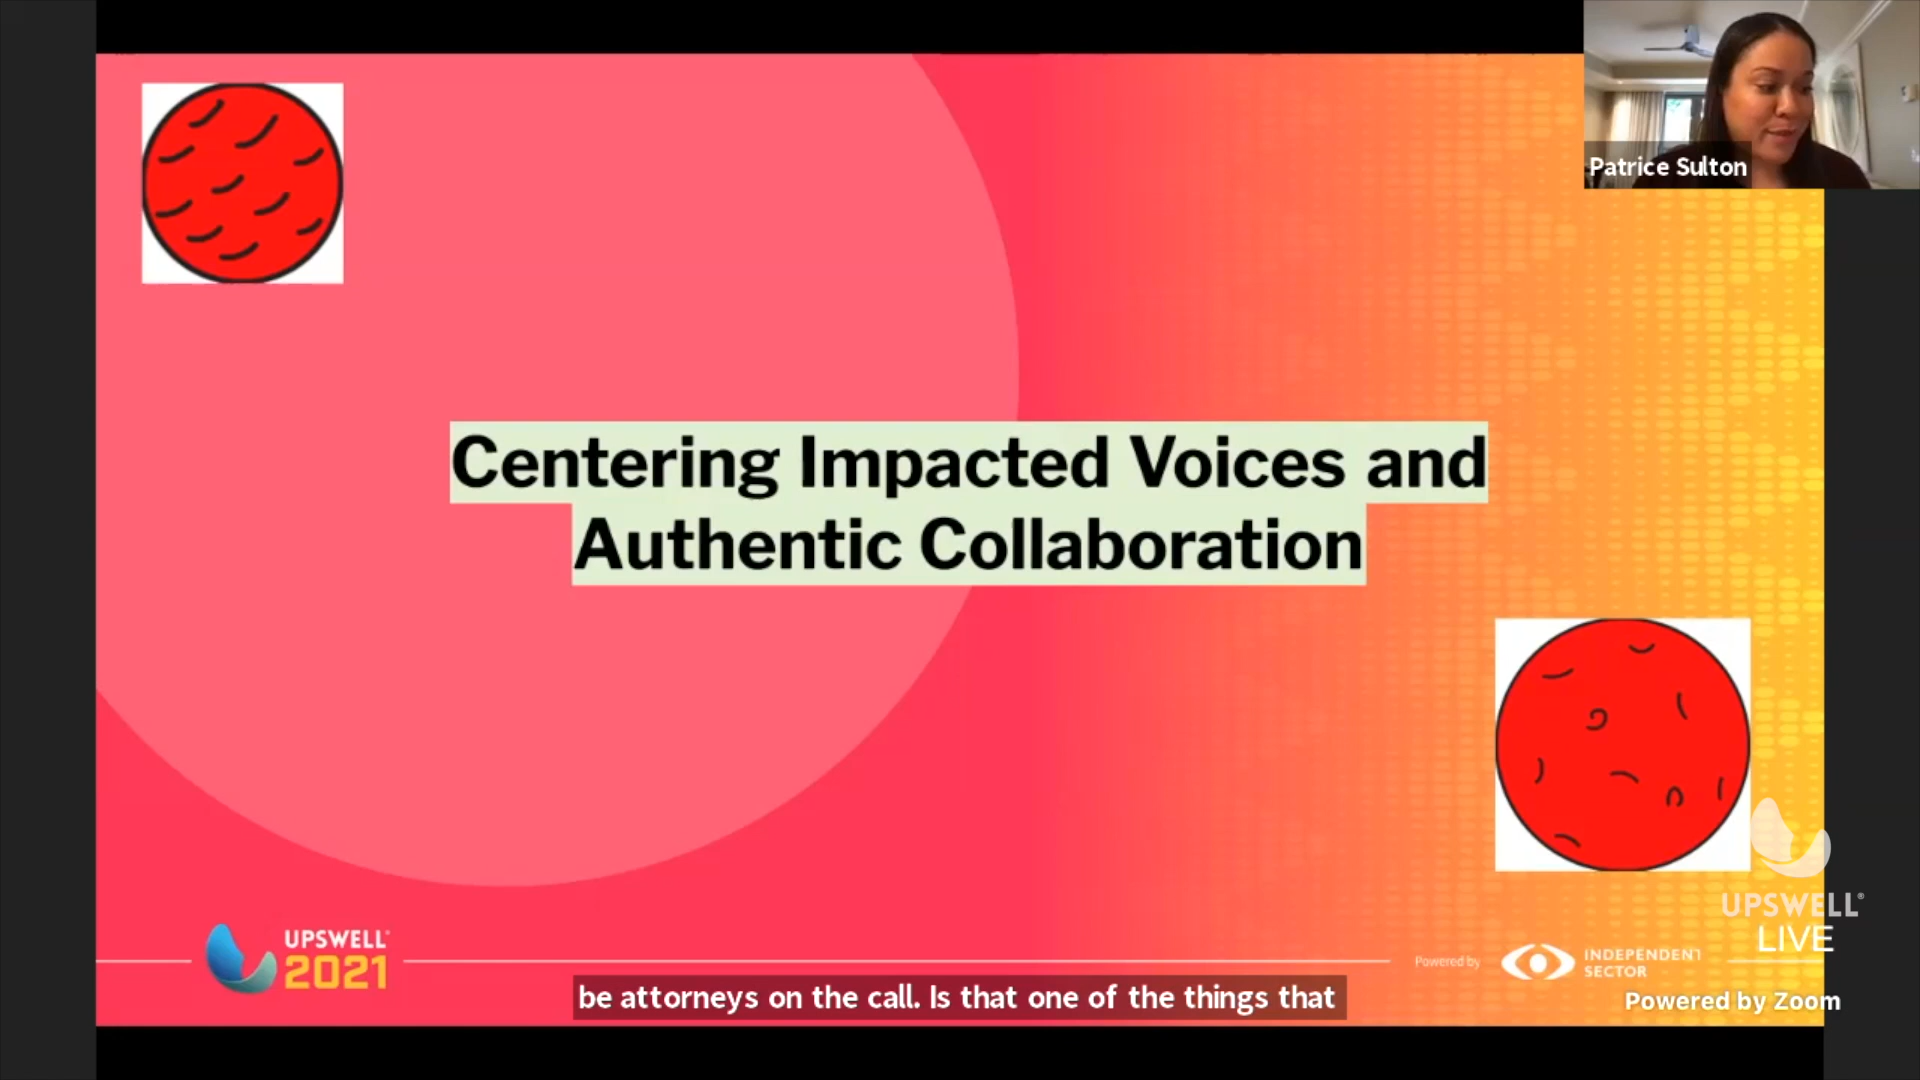 Patrice Sulton
Centering Impacted Voices and
Authentic Collaboration
UPSWELL®
LIVE
UPSWELL
2021
Powered by
INDEPENDENT
SECTOR
be attorneys on the call. Is that one of the things that
Powered by Zoom